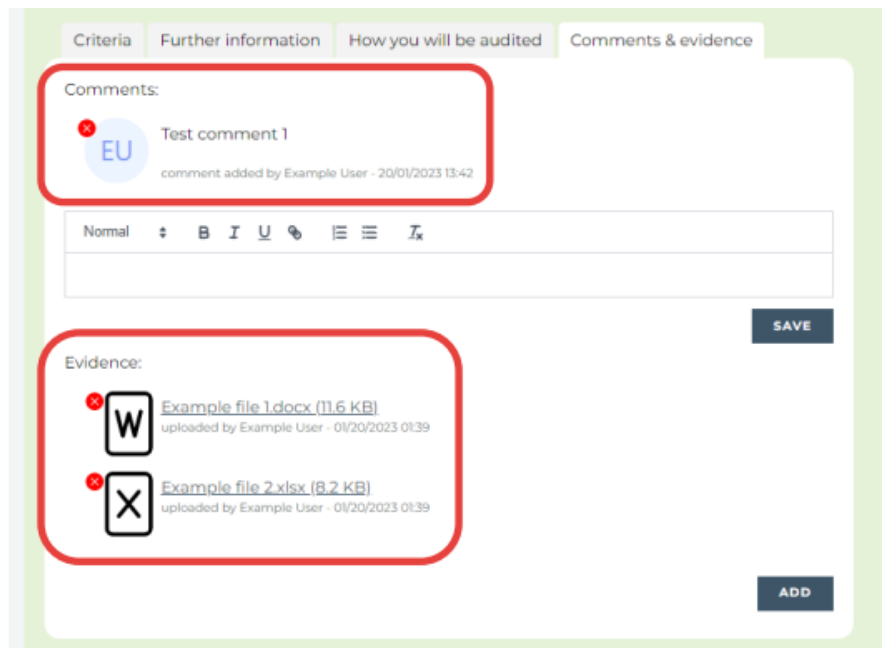 Criteria Further information How you will be audited Comments & evidence
Comments:
EU
Test comment 1
comment added by Example User - 20/01/2023 13:42
Normal B I U Tx
SAVE
Evidence:
W
Example file 1.docx (11.6 KB)
uploaded by Example User - 01/20/2023 01:39
X
Example file 2.xlsx (8.2 KB)
uploaded by Example User - 01/20/2023 01:39
ADD